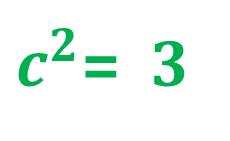 c² = 3